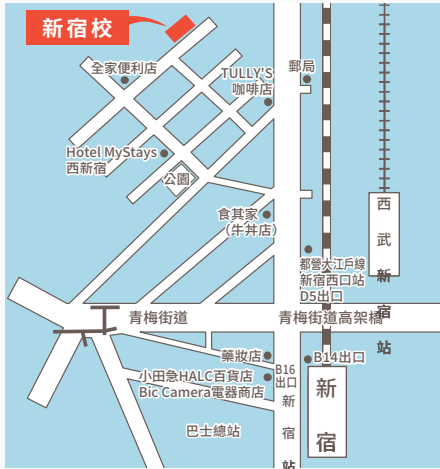 新宿校
全家便利店
TULLY'S
咖啡店
郵局
Hotel MyStays
西新宿
公園
西武新宿站
食其家
（牛丼店）
都營大江戶線
新宿西口站
D5出口
青梅街道
青梅街道高架橋
藥妝店
B14出口
小田急HALC百貨店
Bic Camera電器商店
B16
出口
新宿站
新宿
巴士總站